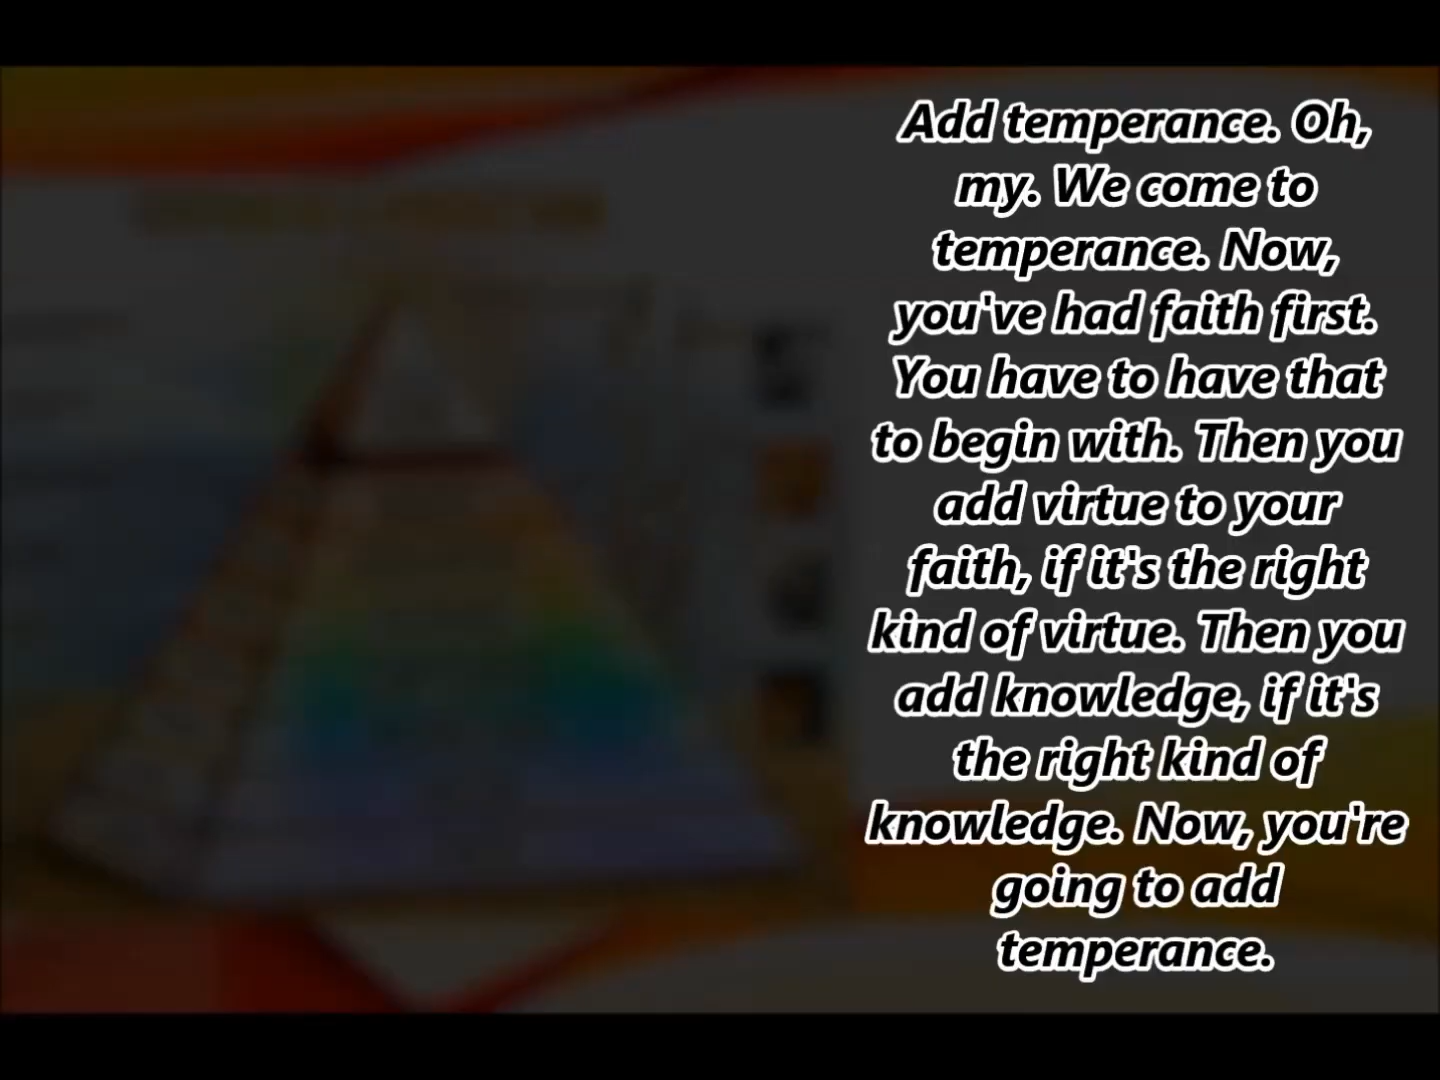 Add temperance. Oh,
my. We come to
temperance. Now,
you've had faith first.
You have to have that
to begin with. Then you
add virtue to your
faith, if it's the right
kind of virtue. Then you
add knowledge, if it's
the right kind of
knowledge. Now, you're
going to add
temperance.